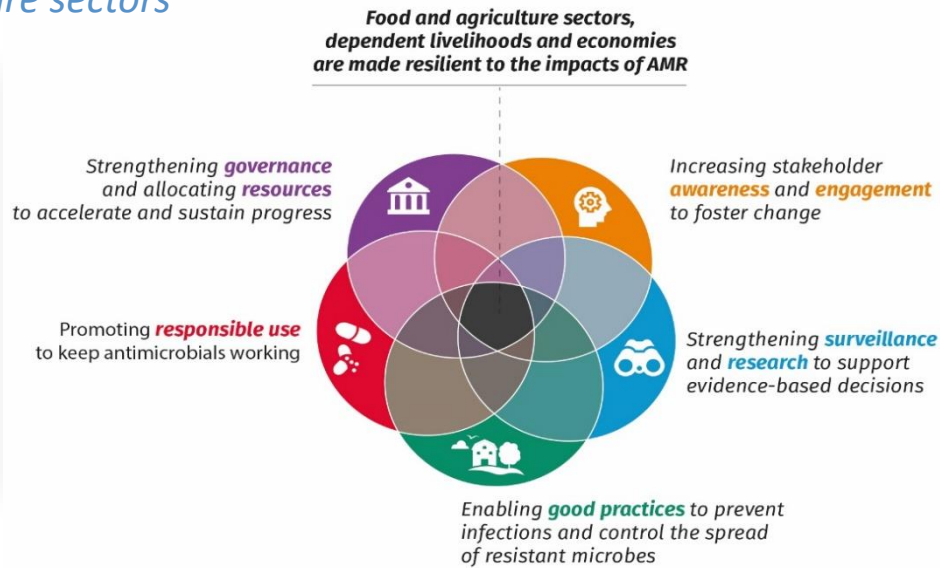 re sectors
Food and agriculture sectors,
dependent livelihoods and economies
are made resilient to the impacts of AMR
Strengthening governance
and allocating resources
to accelerate and sustain progress
Increasing stakeholder
awareness and engagement
to foster change
Promoting responsible use
to keep antimicrobials working
Strengthening surveillance
and research to support
evidence-based decisions
Enabling good practices to prevent
infections and control the spread
of resistant microbes